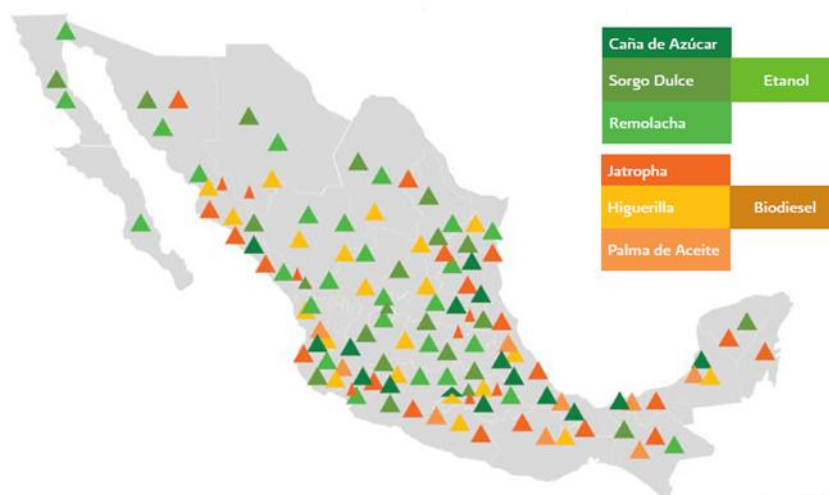 Caña de Azúcar
Sorgo Dulce
Etanol
Remolacha
Jatropha
Higuerilla
Biodiesel
Palma de Aceite